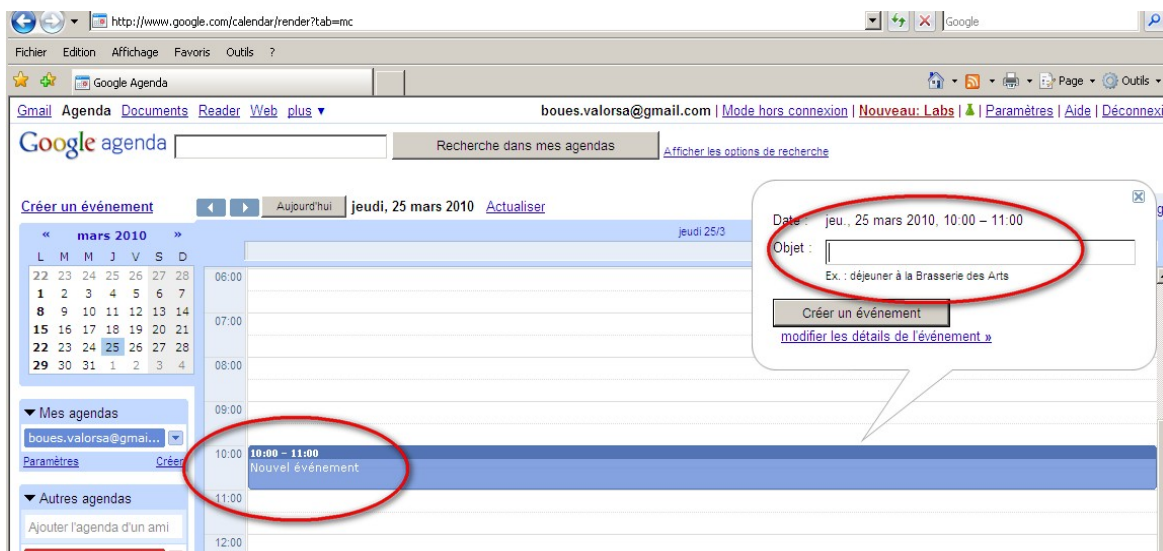 http://www.google.com/calendar/render?tab=mc
Google
Fichier Edition Affichage Favoris Outils ?
Google Agenda
Page Outils
Gmail Agenda Documents Reader Web plus ▼
boues.valorsa@gmail.com | Mode hors connexion | Nouveau: Labs | | Paramètres | Aide | Déconnexi
Google agenda
Recherche dans mes agendas
Afficher les options de recherche
Créer un événement
Aujourd'hui jeudi, 25 mars 2010 Actualiser
« mars 2010 »
L M M J V S D
22 23 24 25 26 27 28
1 2 3 4 5 6 7
8 9 10 11 12 13 14
15 16 17 18 19 20 21
22 23 24 25 26 27 28
29 30 31 1 2 3 4
jeudi 25/3
06:00
07:00
08:00
09:00
10:00
11:00
12:00
10:00 – 11:00
Nouvel événement
Date : jeu., 25 mars 2010, 10:00 – 11:00
Objet :
Ex. : déjeuner à la Brasserie des Arts
Créer un événement
modifier les détails de l'événement »
▼ Mes agendas
boues.valorsa@gmai...
Paramètres Créer
▼ Autres agendas
Ajouter l'agenda d'un ami